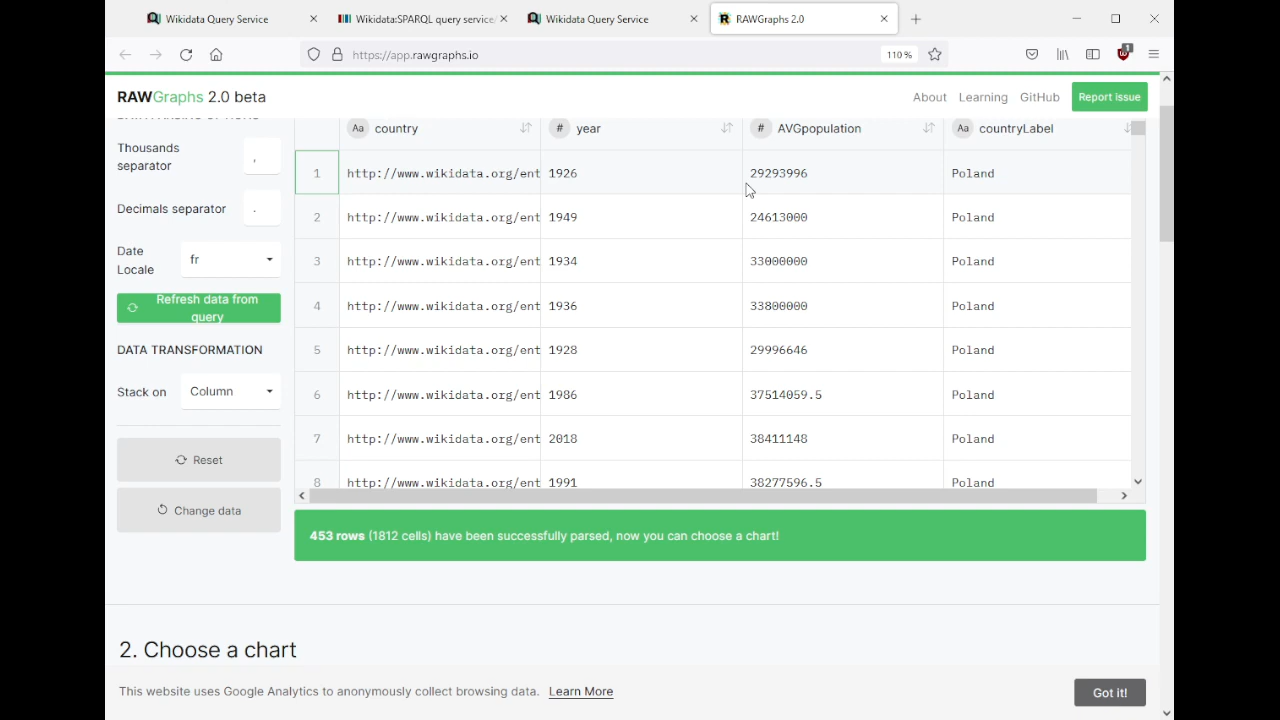 Wikidata Query Service
Wikidata:SPARQL query service/
Wikidata Query Service
RAWGraphs 2.0
https://app.rawgraphs.io
110%
1
RAWGraphs 2.0 beta
About Learning GitHub Report issue
DATA PARSING OPTIONS
Thousands
separator
,
Decimals separator
.
Date
Locale
fr
Refresh data from
query
DATA TRANSFORMATION
Stack on
Column
Reset
Change data
Aa country # year # AVGpopulation Aa countryLabel
1 http://www.wikidata.org/ent 1926 29293996 Poland
2 http://www.wikidata.org/ent 1949 24613000 Poland
3 http://www.wikidata.org/ent 1934 33000000 Poland
4 http://www.wikidata.org/ent 1936 33800000 Poland
5 http://www.wikidata.org/ent 1928 29996646 Poland
6 http://www.wikidata.org/ent 1986 37514059.5 Poland
7 http://www.wikidata.org/ent 2018 38411148 Poland
8 http://www.wikidata.org/ent 1991 38277596.5 Poland
453 rows (1812 cells) have been successfully parsed, now you can choose a chart!
2. Choose a chart
This website uses Google Analytics to anonymously collect browsing data. Learn More
Got it!